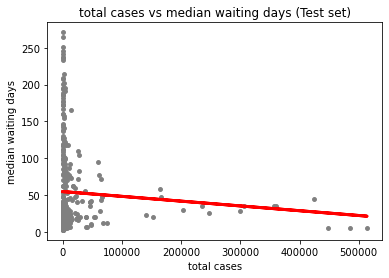 total cases vs median waiting days (Test set)
median waiting days
250
200
150
100
50
0
0 100000 200000 300000 400000 500000
total cases